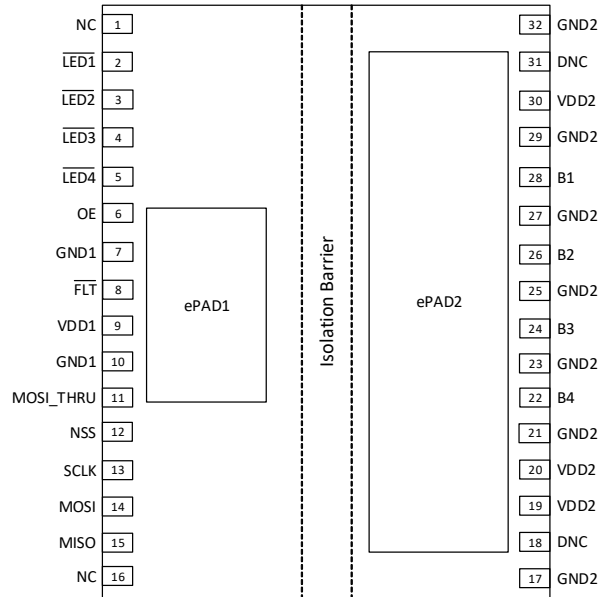 NC 1
LED1 2
LED2 3
LED3 4
LED4 5
OE 6
GND1 7
FLT 8
VDD1 9
GND1 10
MOSI_THRU 11
NSS 12
SCLK 13
MOSI 14
MISO 15
NC 16
ePAD1
Isolation Barrier
ePAD2
32 GND2
31 DNC
30 VDD2
29 GND2
28 B1
27 GND2
26 B2
25 GND2
24 B3
23 GND2
22 B4
21 GND2
20 VDD2
19 VDD2
18 DNC
17 GND2